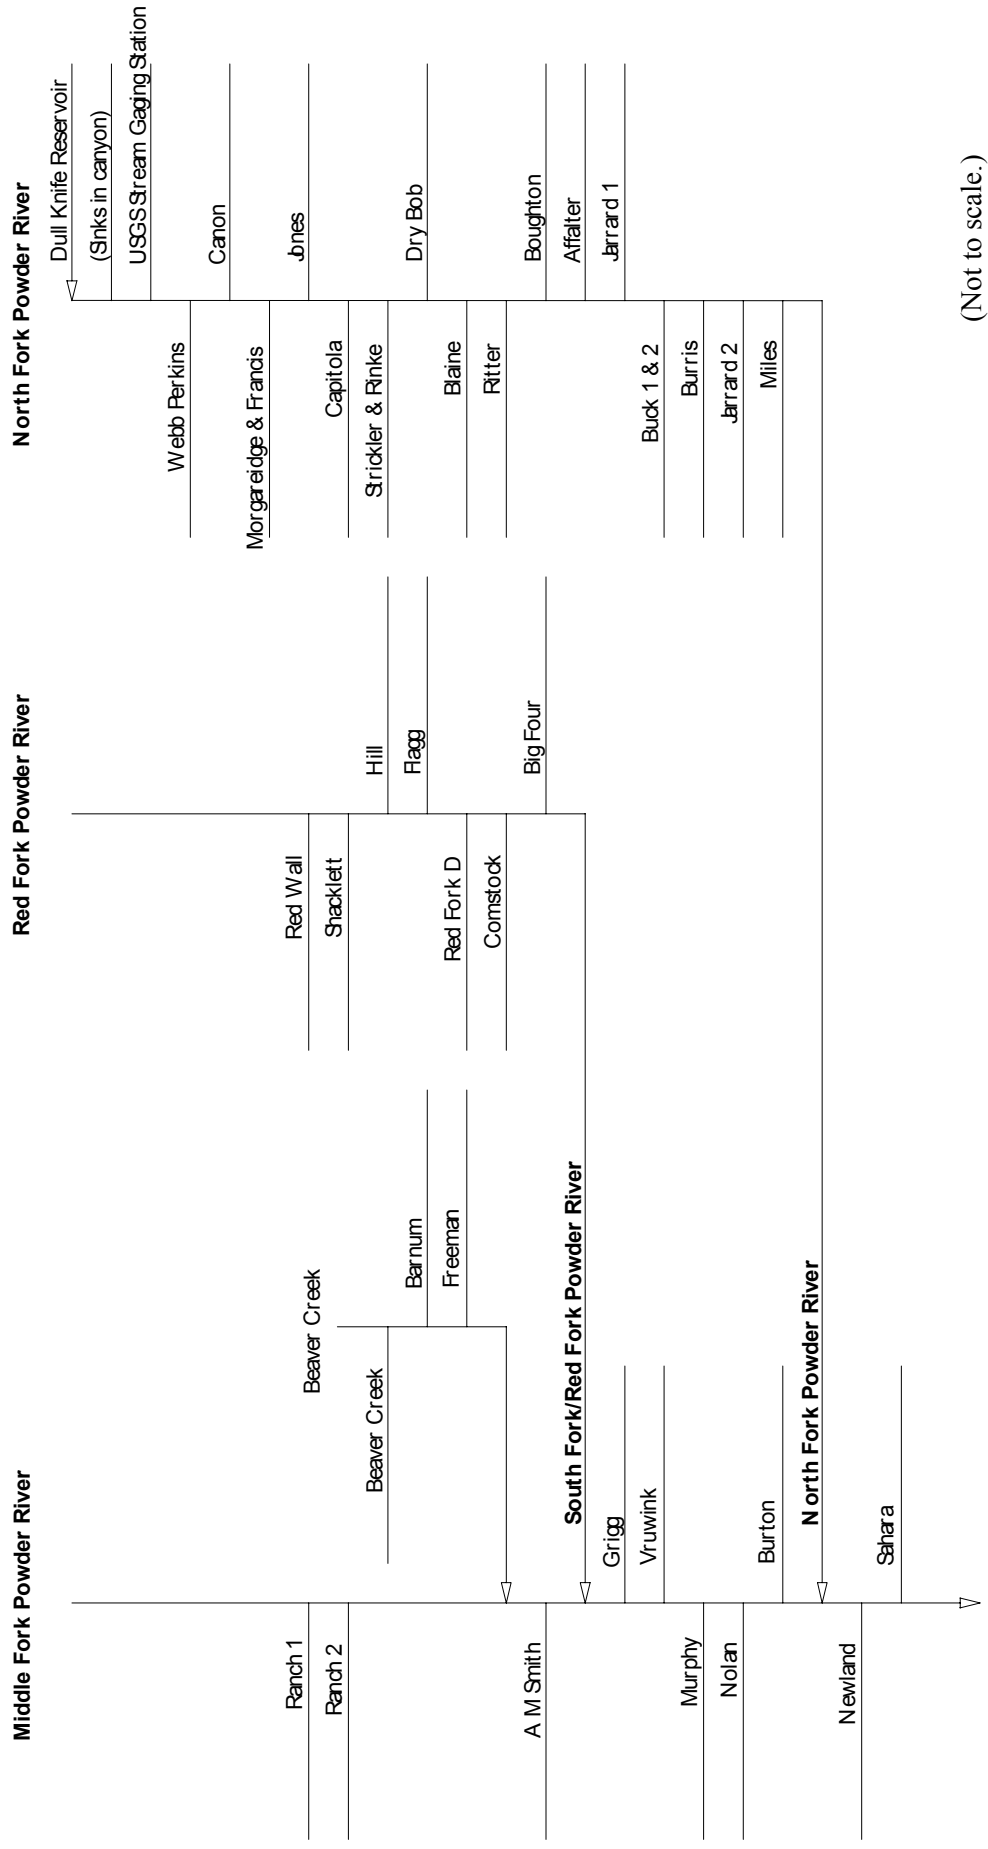 Middle Fork Powder River
Ranch 1
Ranch 2
A M Smith
Murphy
Nolan
Newland
Beaver Creek
Beaver Creek
Barnum
Freeman
South Fork/Red Fork Powder River
Grigg
Vruwink
Burton
North Fork Powder River
Sahara
Red Fork Powder River
Red Wall
Shacklett
Hill
Flagg
Red Fork D
Comstock
Big Four
North Fork Powder River
Dull Knife Reservoir
(Sinks in canyon)
USGS Stream Gaging Station
Webb Perkins
Canon
Morgareidge & Francis
Jones
Capitola
Strickler & Rinke
Dry Bob
Blaine
Ritter
Boughton
Affalter
Jarrard 1
Buck 1 & 2
Burris
Jarrard 2
Miles
(Not to scale.)